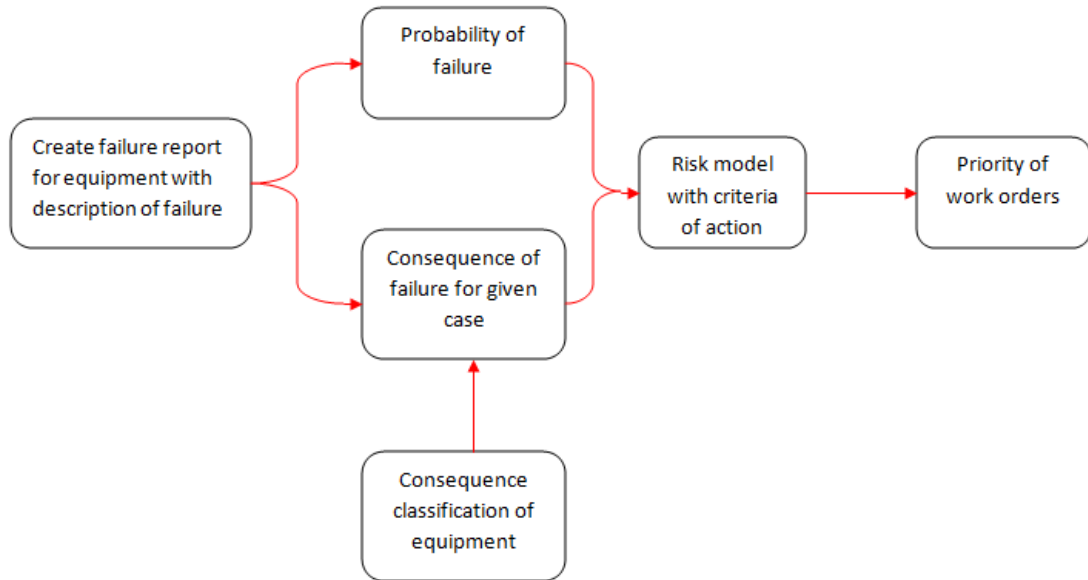 Probability of
failure
Create failure report
for equipment with
description of failure
Risk model
with criteria
of action
Priority of
work orders
Consequence of
failure for given
case
Consequence
classification of
equipment